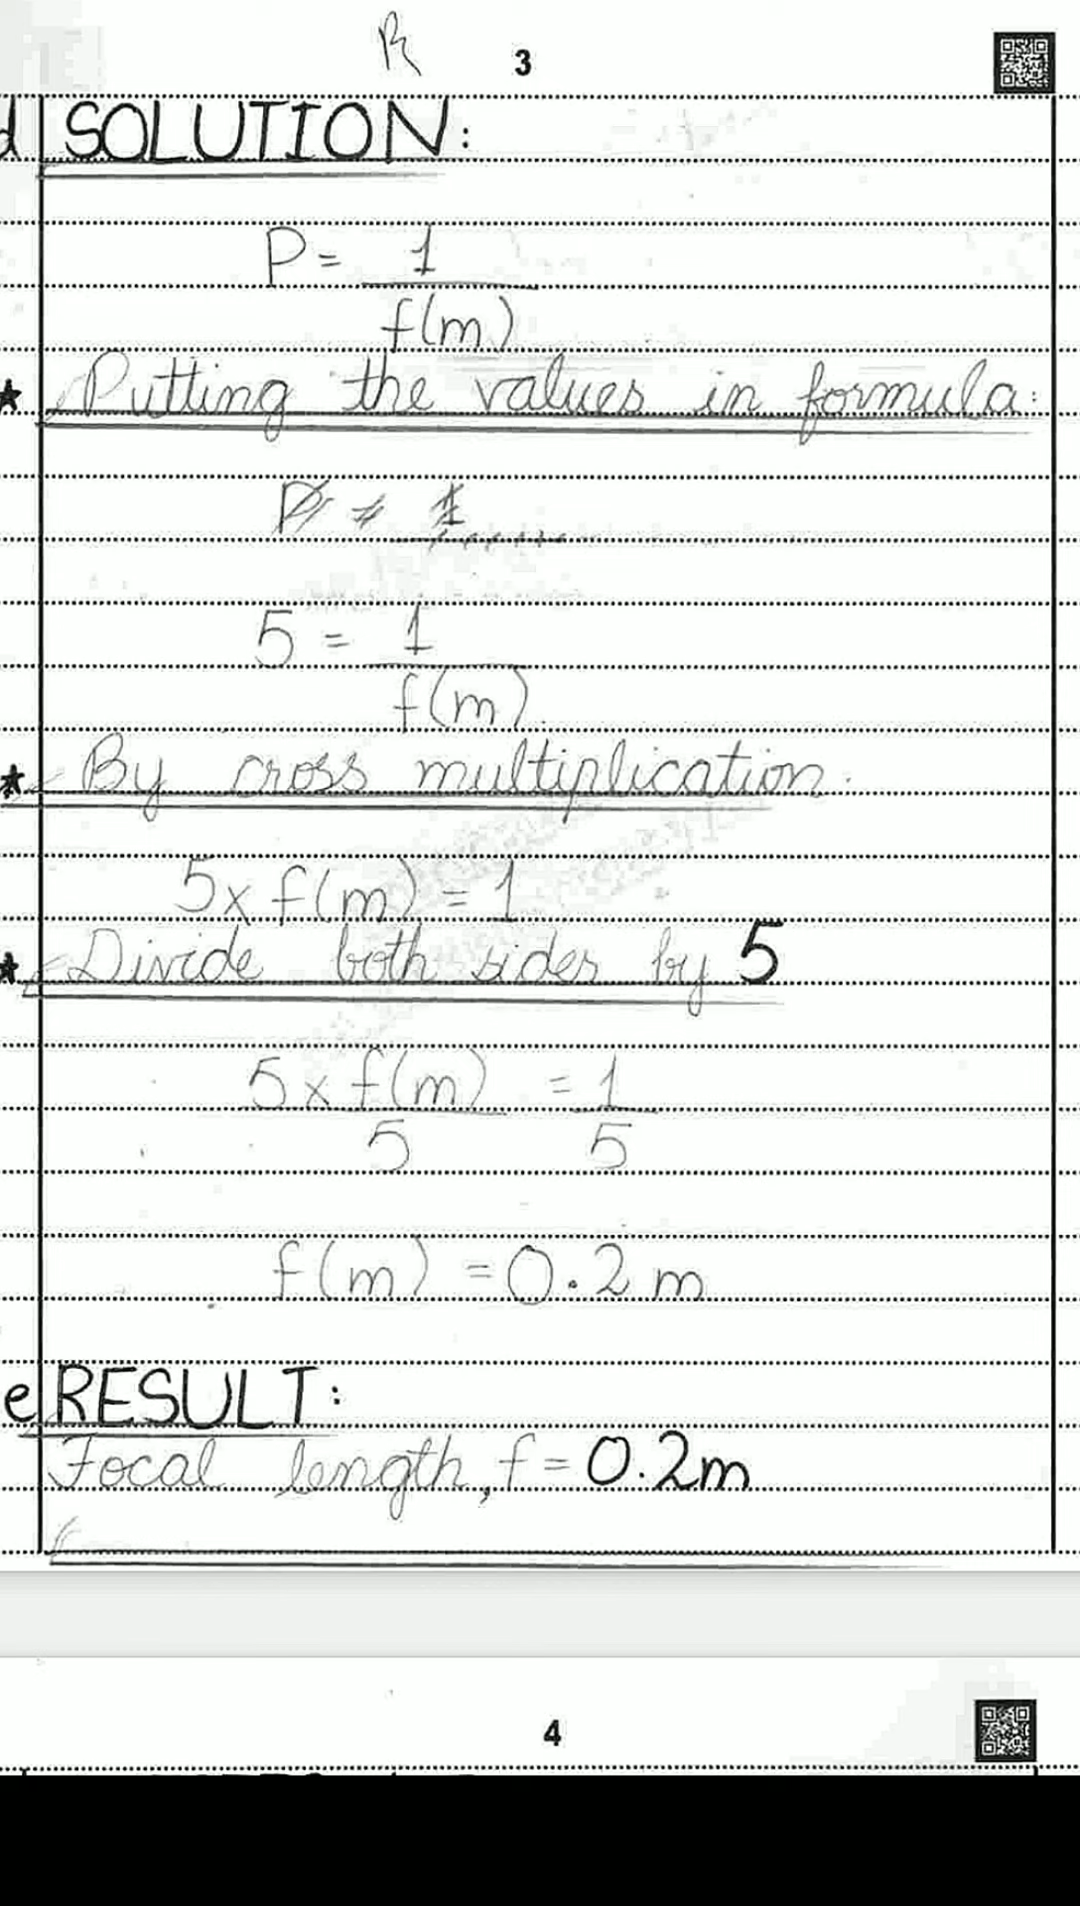 R 3
d SOLUTION:
P = 1
f(m)
★ Putting the values in formula:
P = 1
5 = 1
f(m)
★ By cross multiplication.
5 x f(m) = 1
★ Divide both sides by 5
5 x f(m) = 1
5 5
f(m) = 0.2 m
e RESULT:
Focal length, f = 0.2m
4